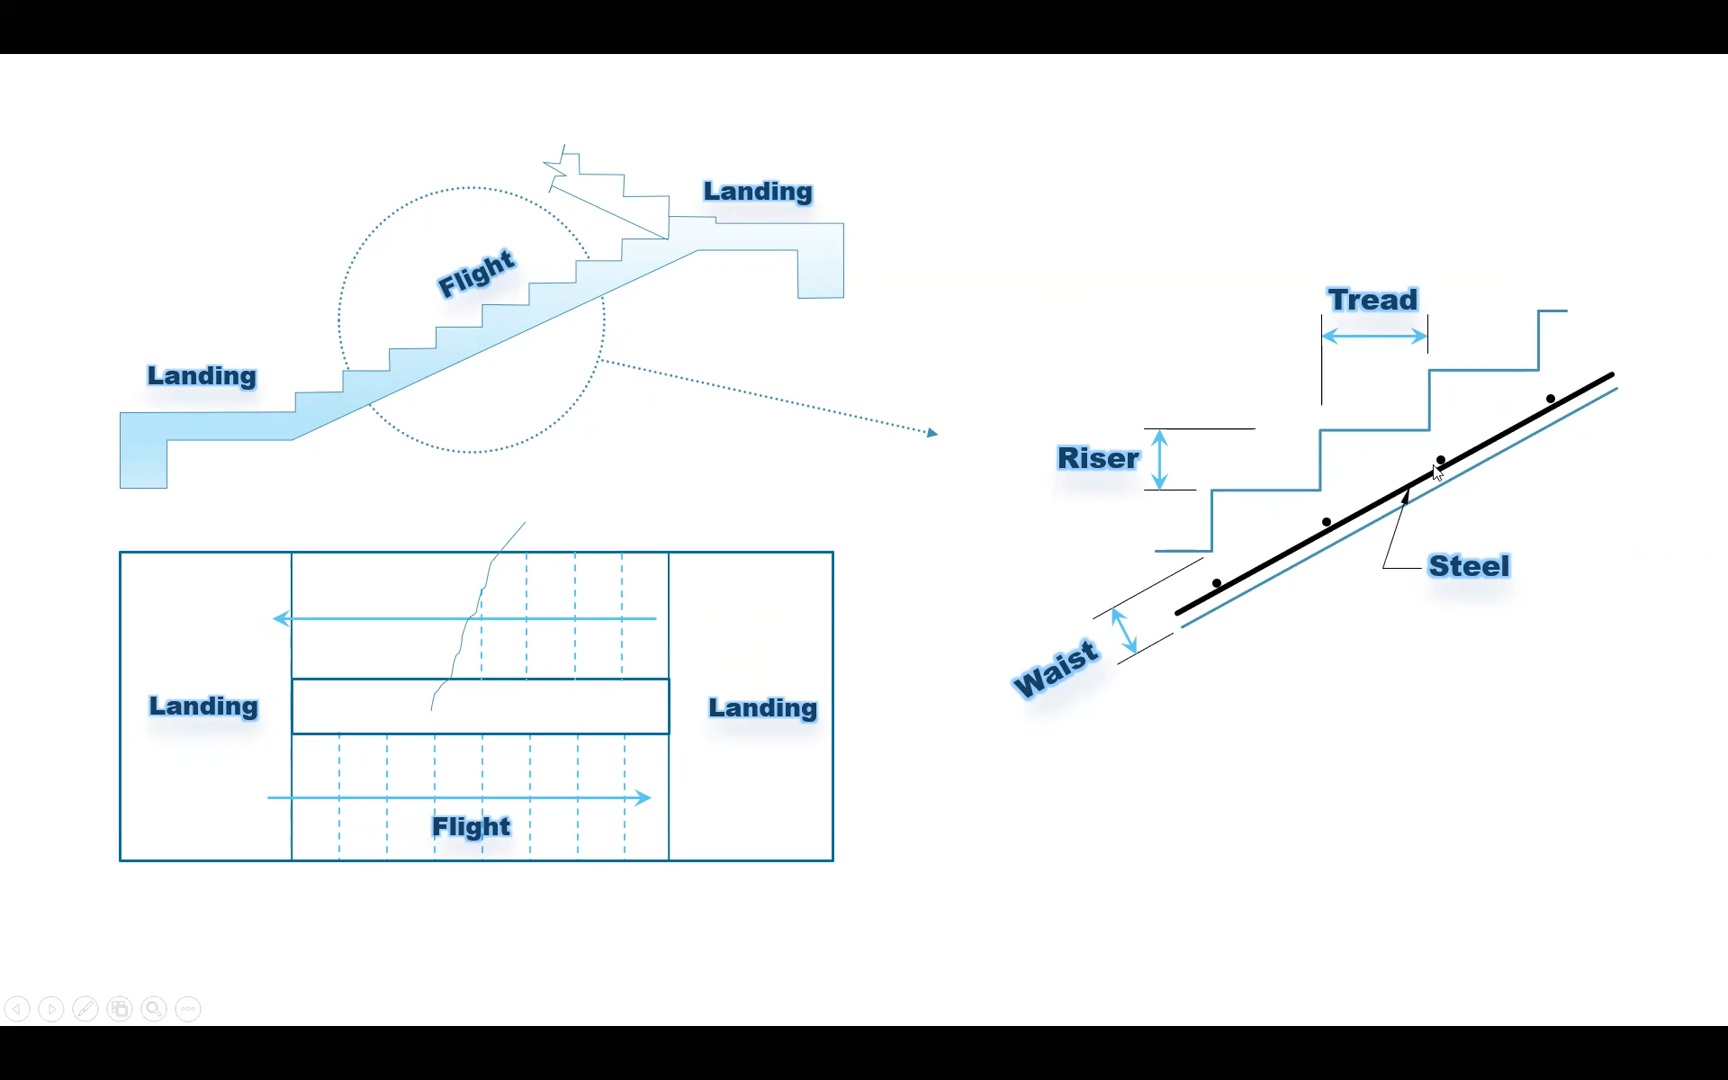 Landing
Flight
Landing
Tread
Riser
Steel
Waist
Landing
Landing
Flight